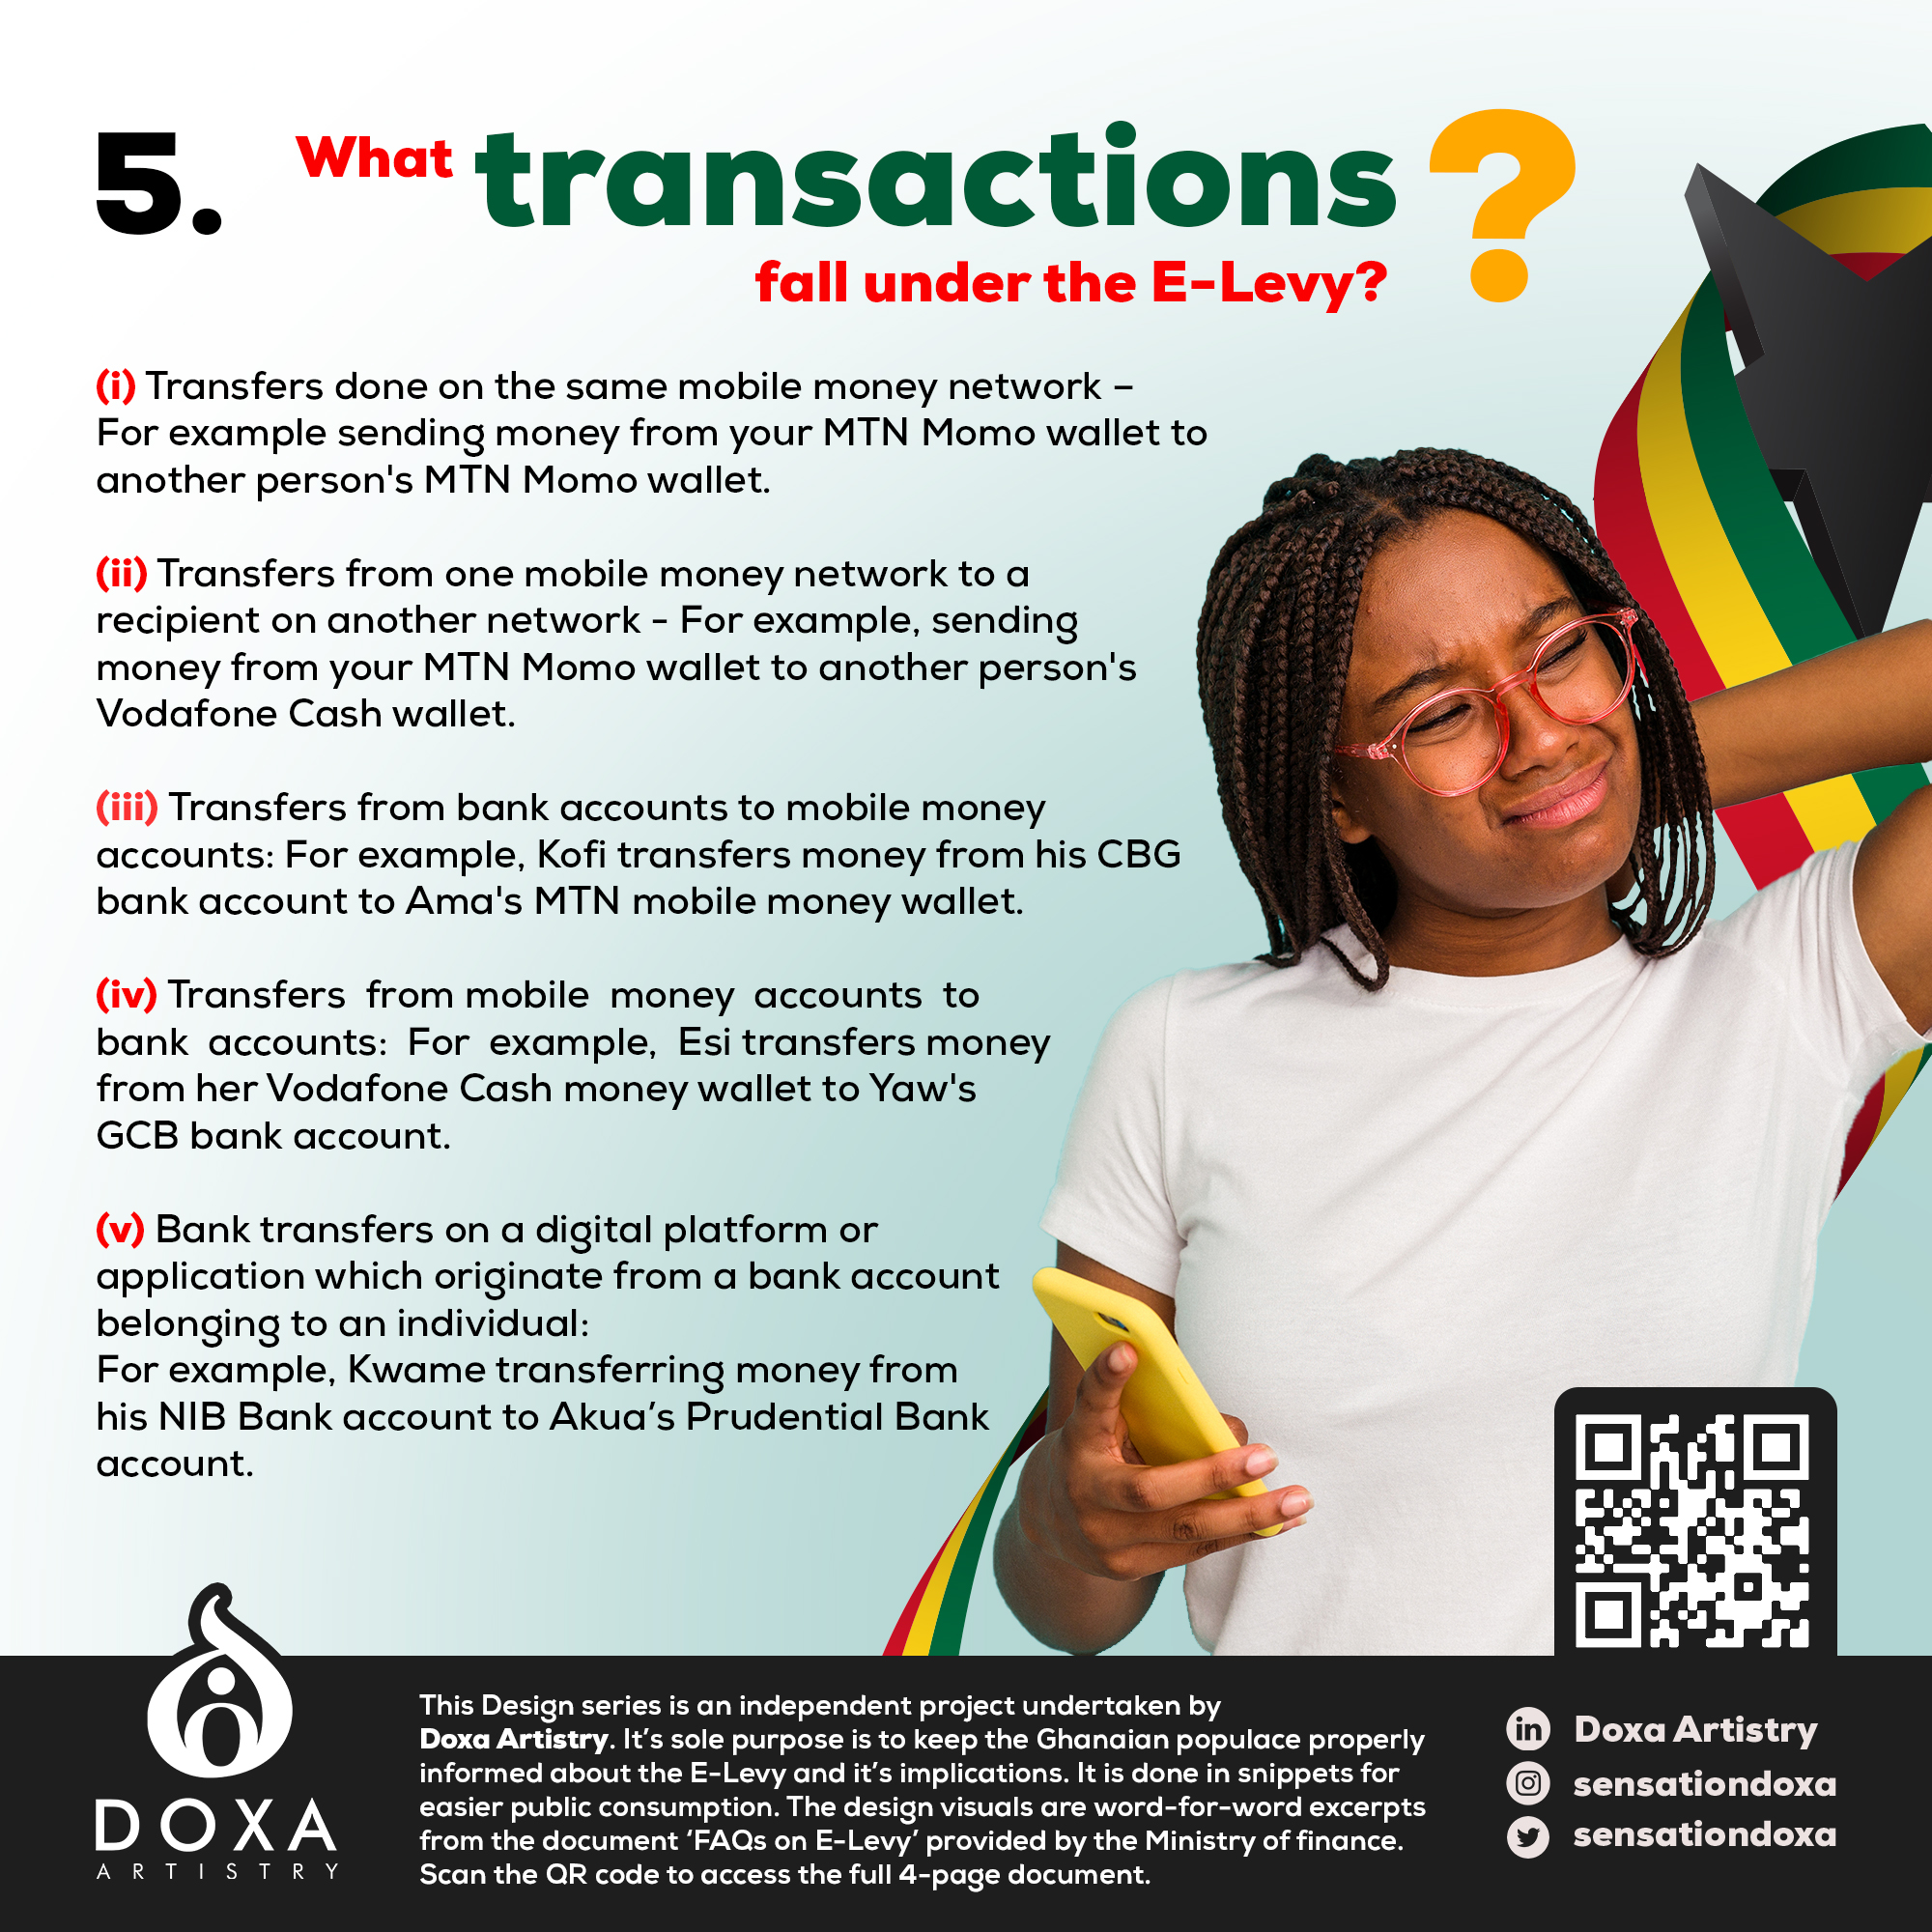 5. What transactions ?
fall under the E-Levy?
(i) Transfers done on the same mobile money network –
For example sending money from your MTN Momo wallet to
another person's MTN Momo wallet.
(ii) Transfers from one mobile money network to a
recipient on another network - For example, sending
money from your MTN Momo wallet to another person's
Vodafone Cash wallet.
(iii) Transfers from bank accounts to mobile money
accounts: For example, Kofi transfers money from his CBG
bank account to Ama's MTN mobile money wallet.
(iv) Transfers from mobile money accounts to
bank accounts: For example, Esi transfers money
from her Vodafone Cash money wallet to Yaw's
GCB bank account.
(v) Bank transfers on a digital platform or
application which originate from a bank account
belonging to an individual:
For example, Kwame transferring money from
his NIB Bank account to Akua’s Prudential Bank
account.
DOXA
ARTISTRY
This Design series is an independent project undertaken by
Doxa Artistry. It’s sole purpose is to keep the Ghanaian populace properly
informed about the E-Levy and it’s implications. It is done in snippets for
easier public consumption. The design visuals are word-for-word excerpts
from the document ‘FAQs on E-Levy’ provided by the Ministry of finance.
Scan the QR code to access the full 4-page document.
in Doxa Artistry
sensationdoxa
sensationdoxa